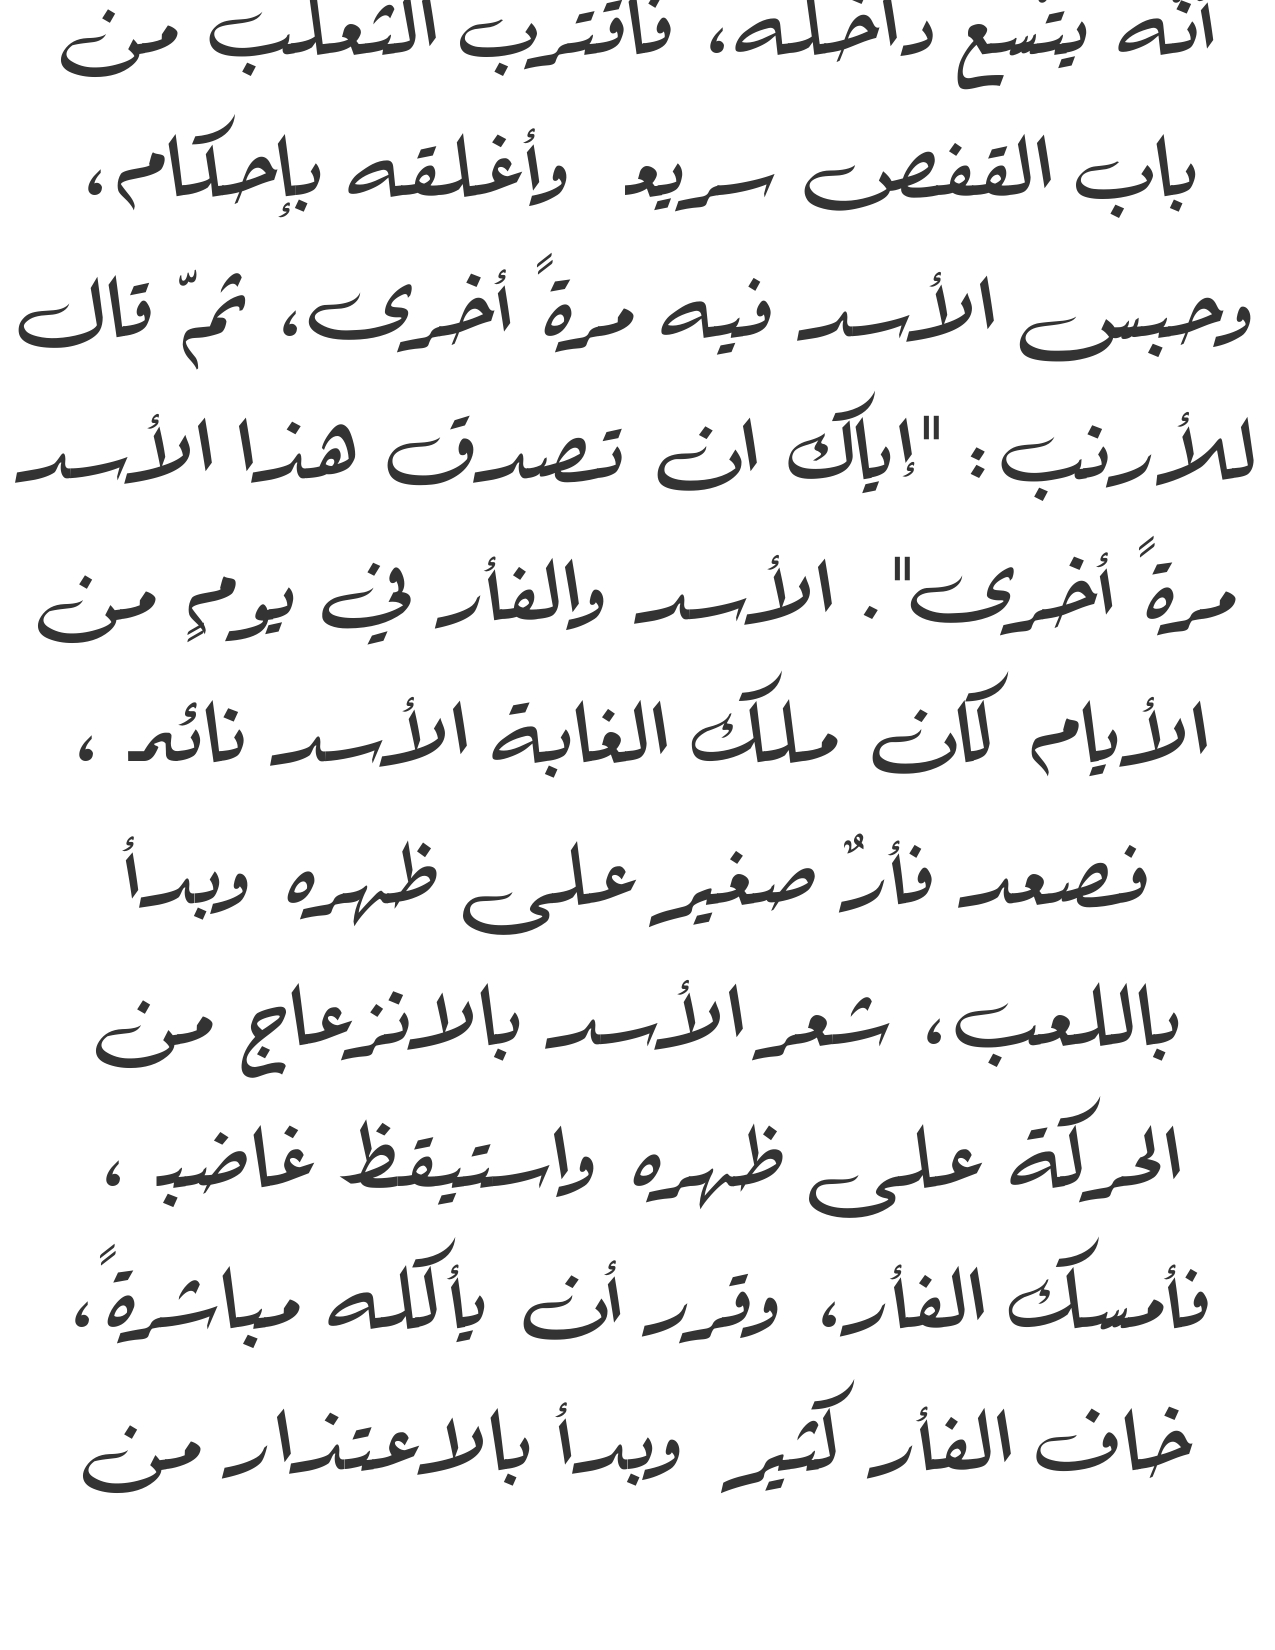 أنّه يتّسع داخله، فاقترب الثعلب من
باب القفص سريع وأغلقه بإحكام،
وحبس الأسد فيه مرةً أخرى، ثمّ قال
للأرنب: "إياك ان تصدق هذا الأسد
مرةً أخرى". الأسد والفأر في يومٍ من
الأيام كان ملك الغابة الأسد نائم ،
فصعد فأرٌ صغير على ظهره وبدأ
باللعب، شعر الأسد بالانزعاج من
الحركة على ظهره واستيقظ غاضب ،
فأمسك الفأر، وقرر أن يأكله مباشرةً،
خاف الفأر كثير وبدأ بالاعتذار من